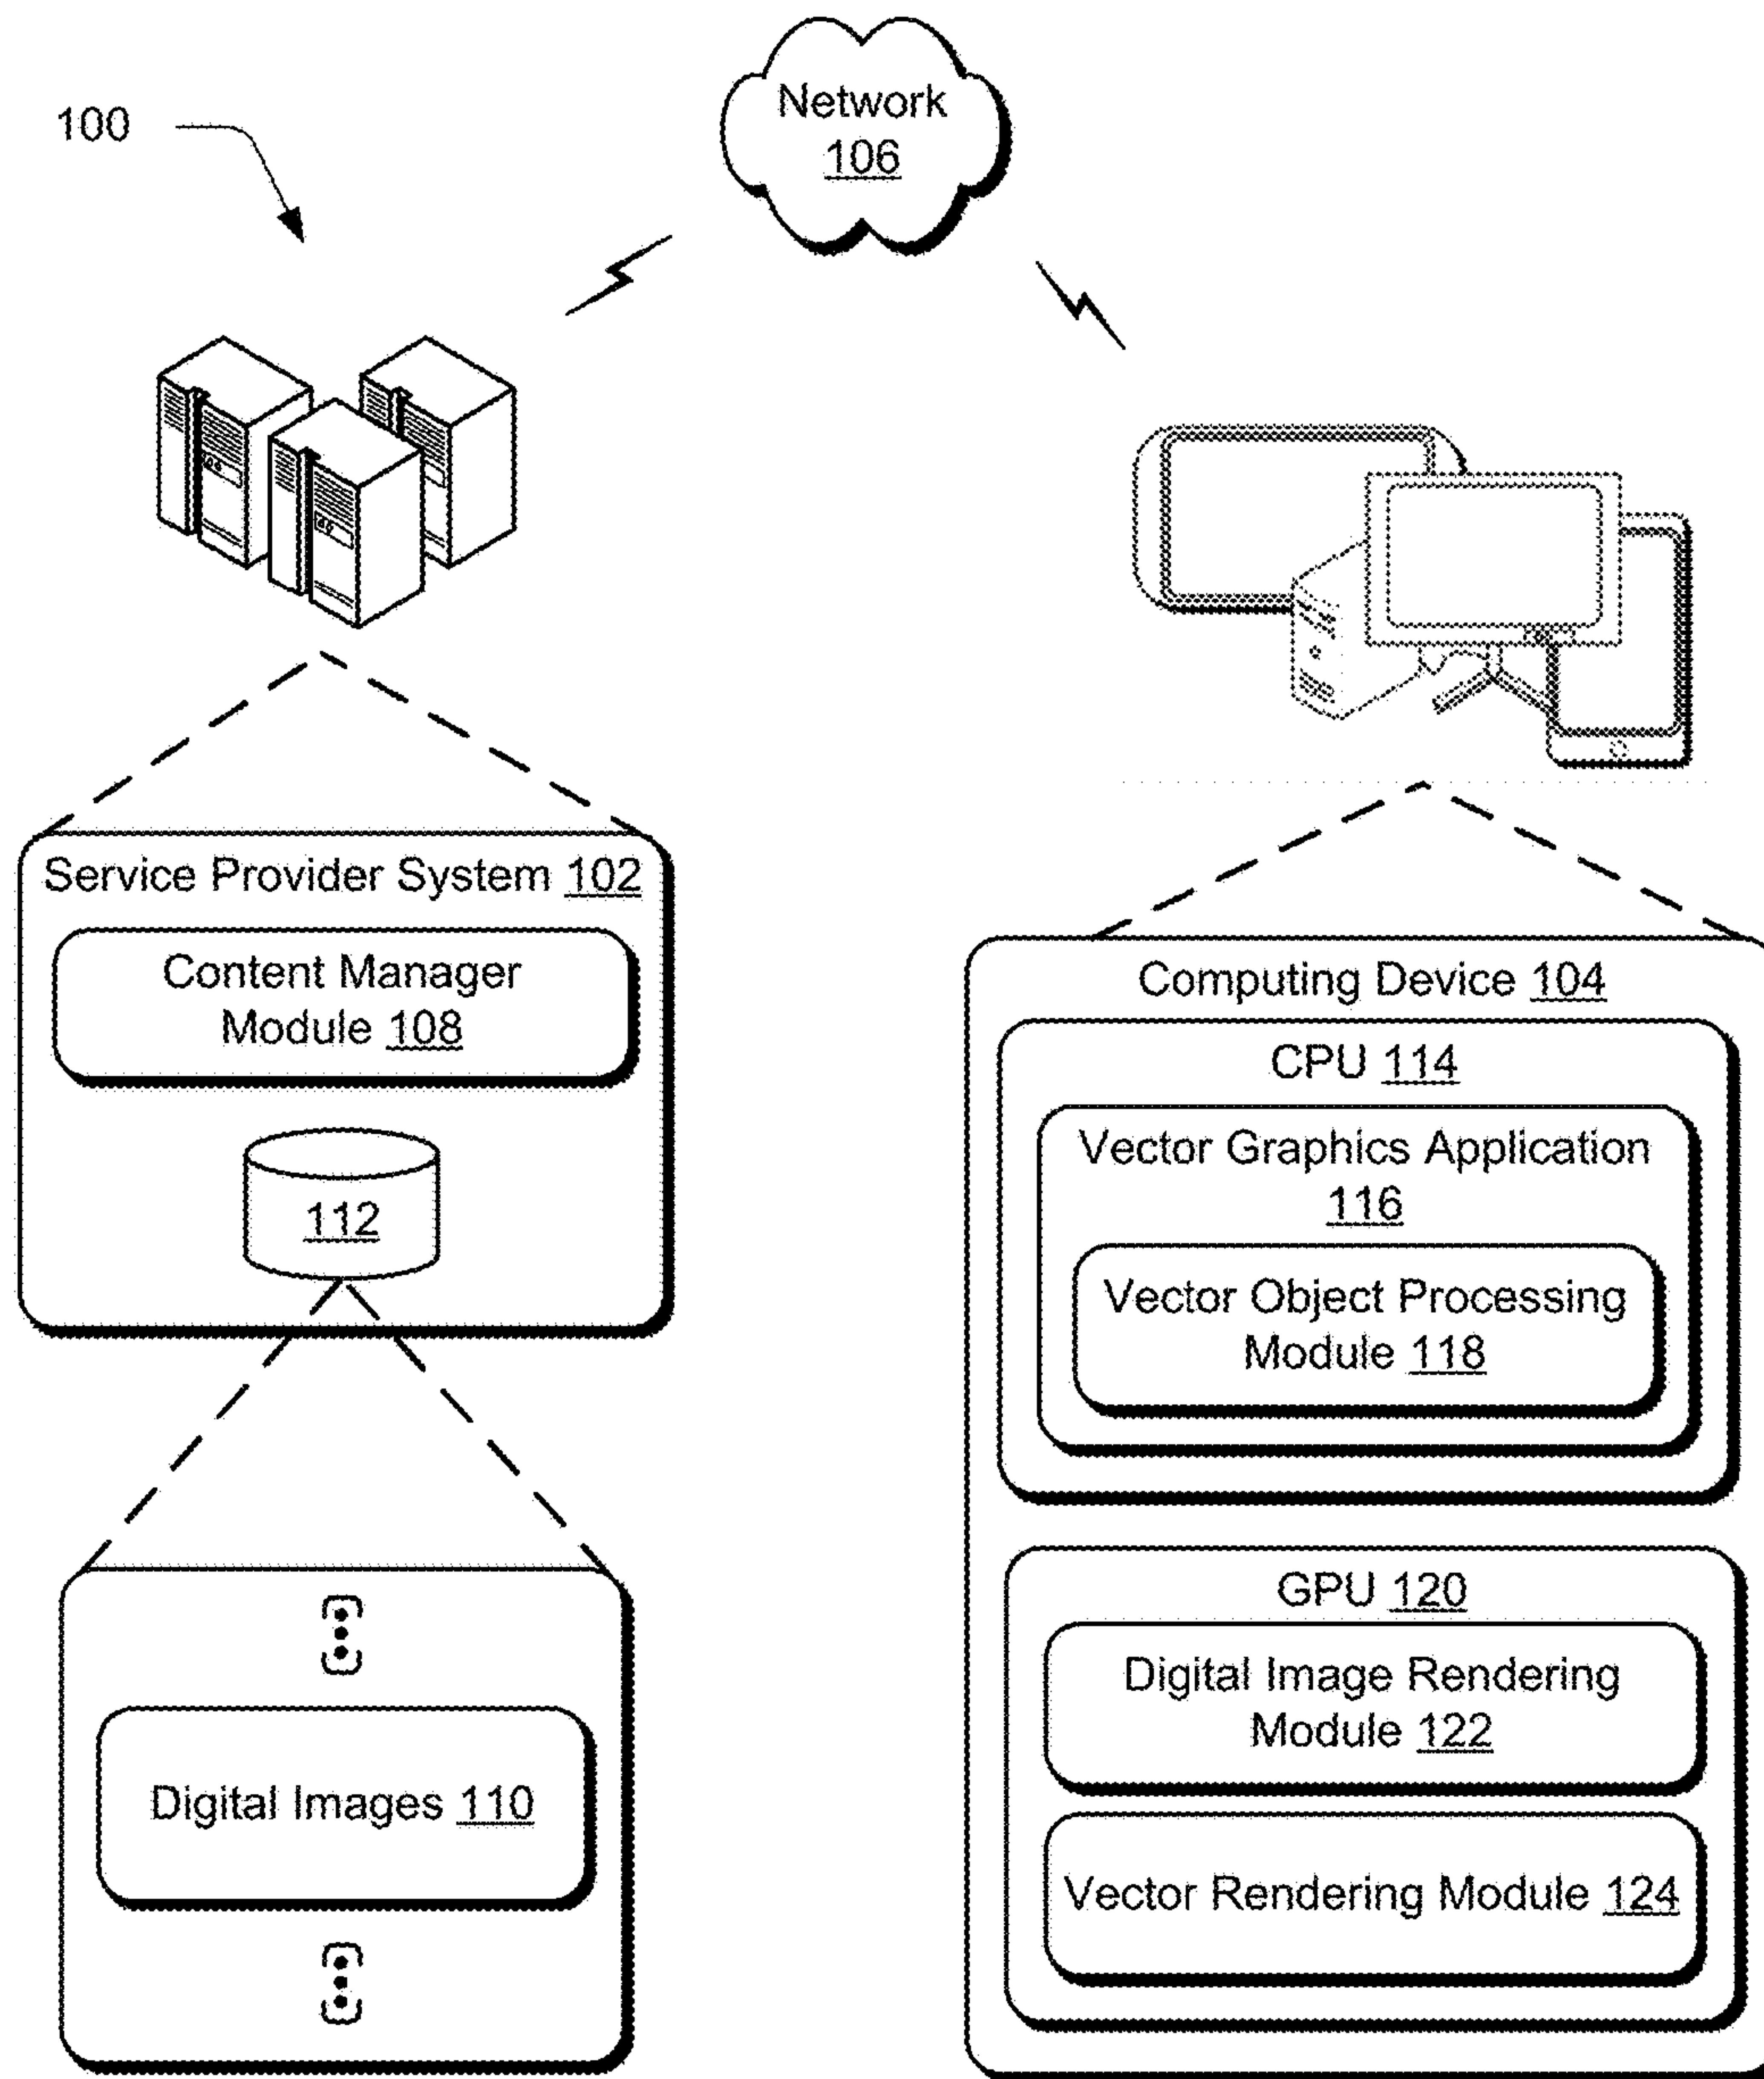 100
Network
106
Service Provider System 102
Content Manager
Module 108
112
Digital Images 110
Computing Device 104
CPU 114
Vector Graphics Application
116
Vector Object Processing
Module 118
GPU 120
Digital Image Rendering
Module 122
Vector Rendering Module 124